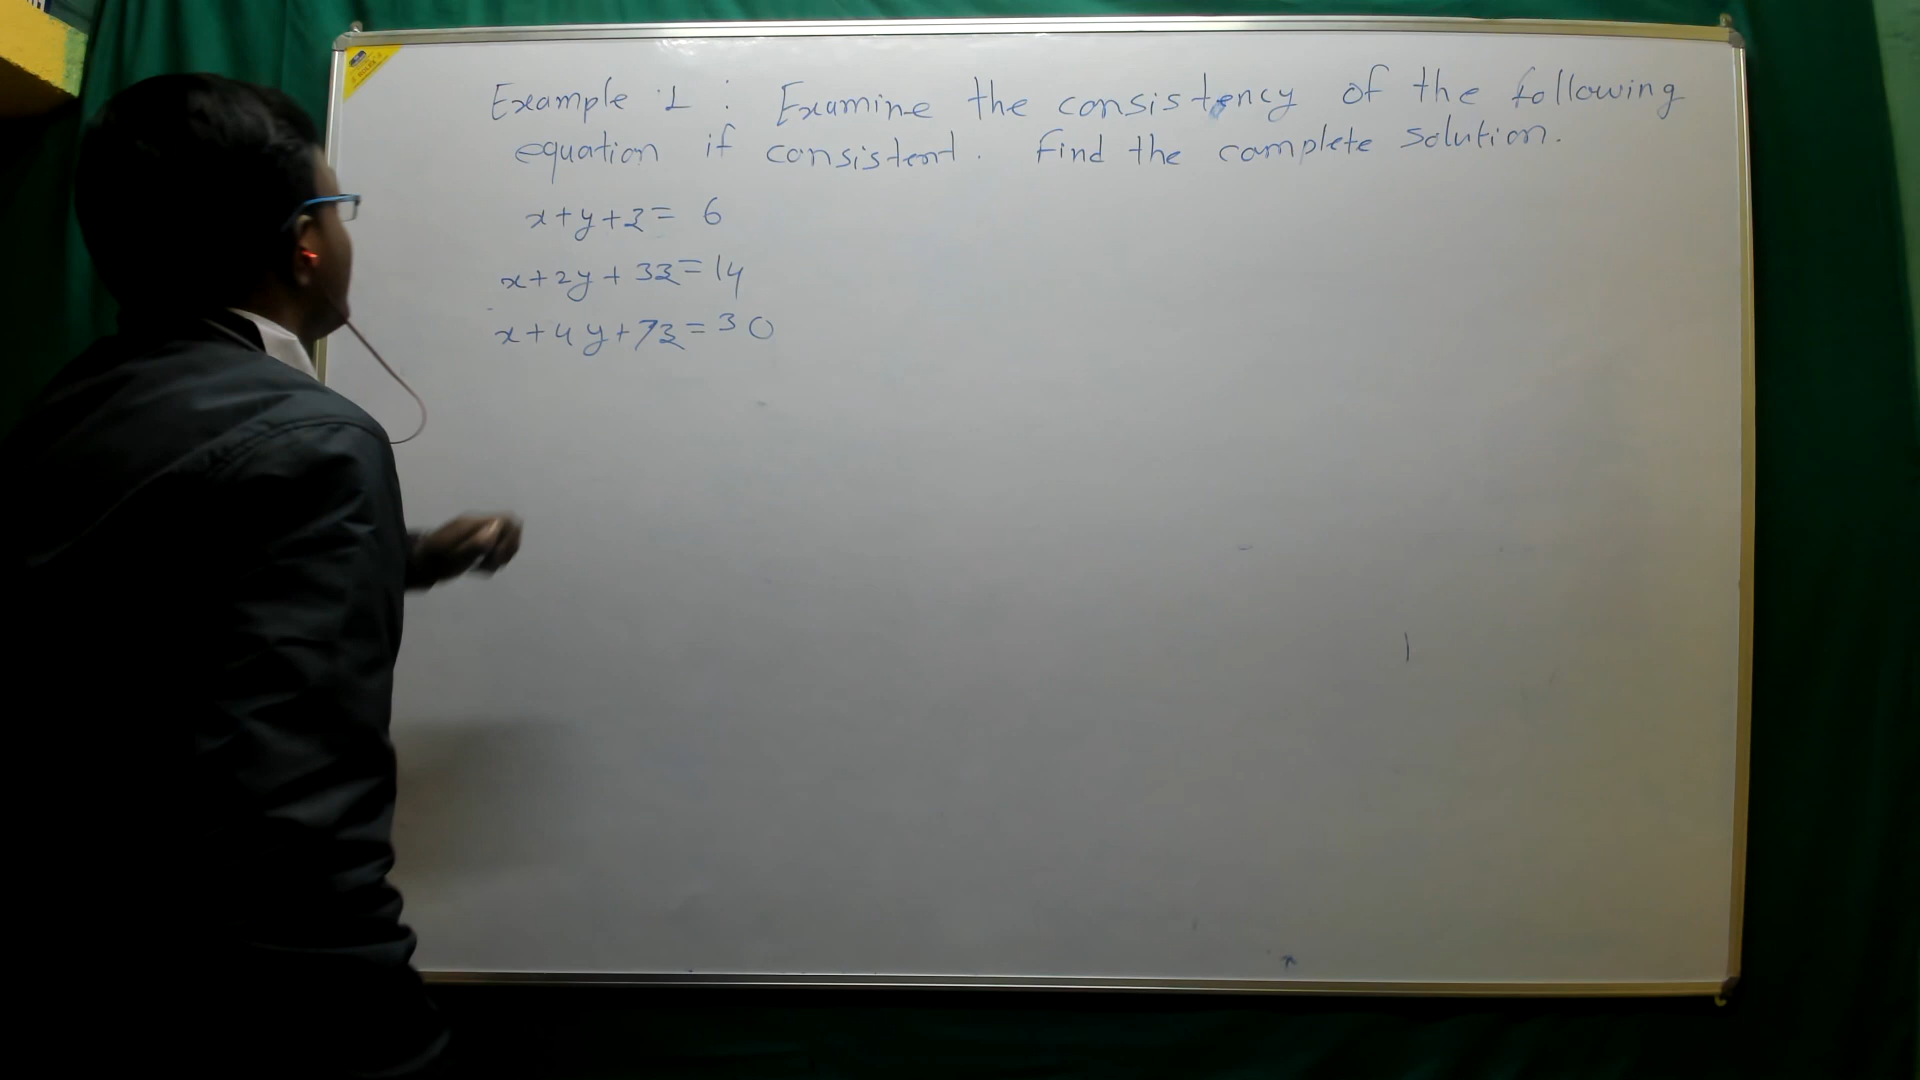 Example 1 : Examine the consistency of the following
equation if consistent. Find the complete solution.
x+y+z= 6
x+2y+3z=14
x+4y+7z=30